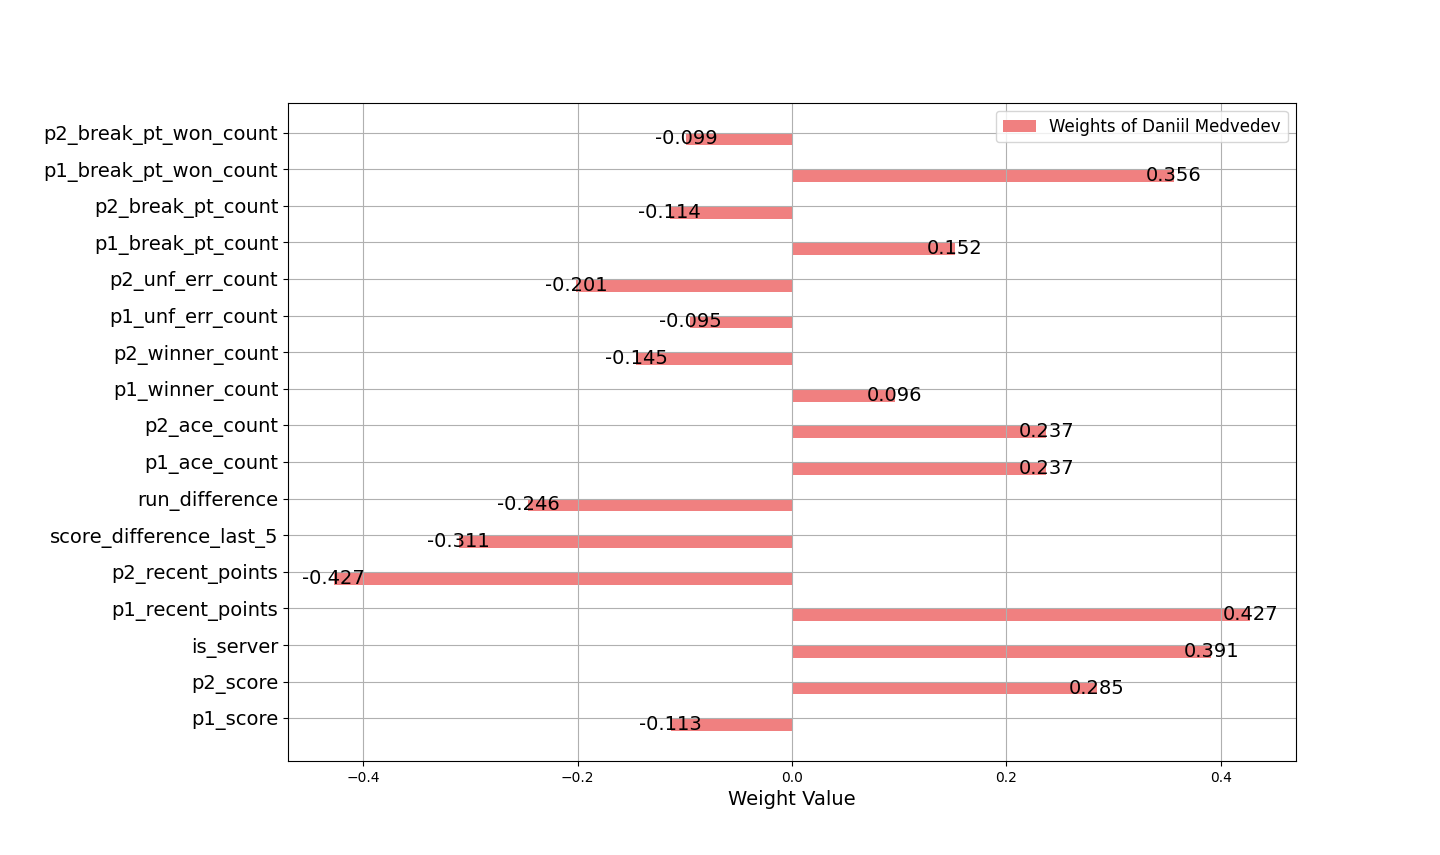 Weights of Daniil Medvedev
p2_break_pt_won_count -0.099
p1_break_pt_won_count 0.356
p2_break_pt_count -0.114
p1_break_pt_count 0.152
p2_unf_err_count -0.201
p1_unf_err_count -0.095
p2_winner_count -0.145
p1_winner_count 0.096
p2_ace_count 0.237
p1_ace_count 0.237
run_difference -0.246
score_difference_last_5 -0.311
p2_recent_points -0.427
p1_recent_points 0.427
is_server 0.391
p2_score 0.285
p1_score -0.113
−0.4 −0.2 0.0 0.2 0.4
Weight Value